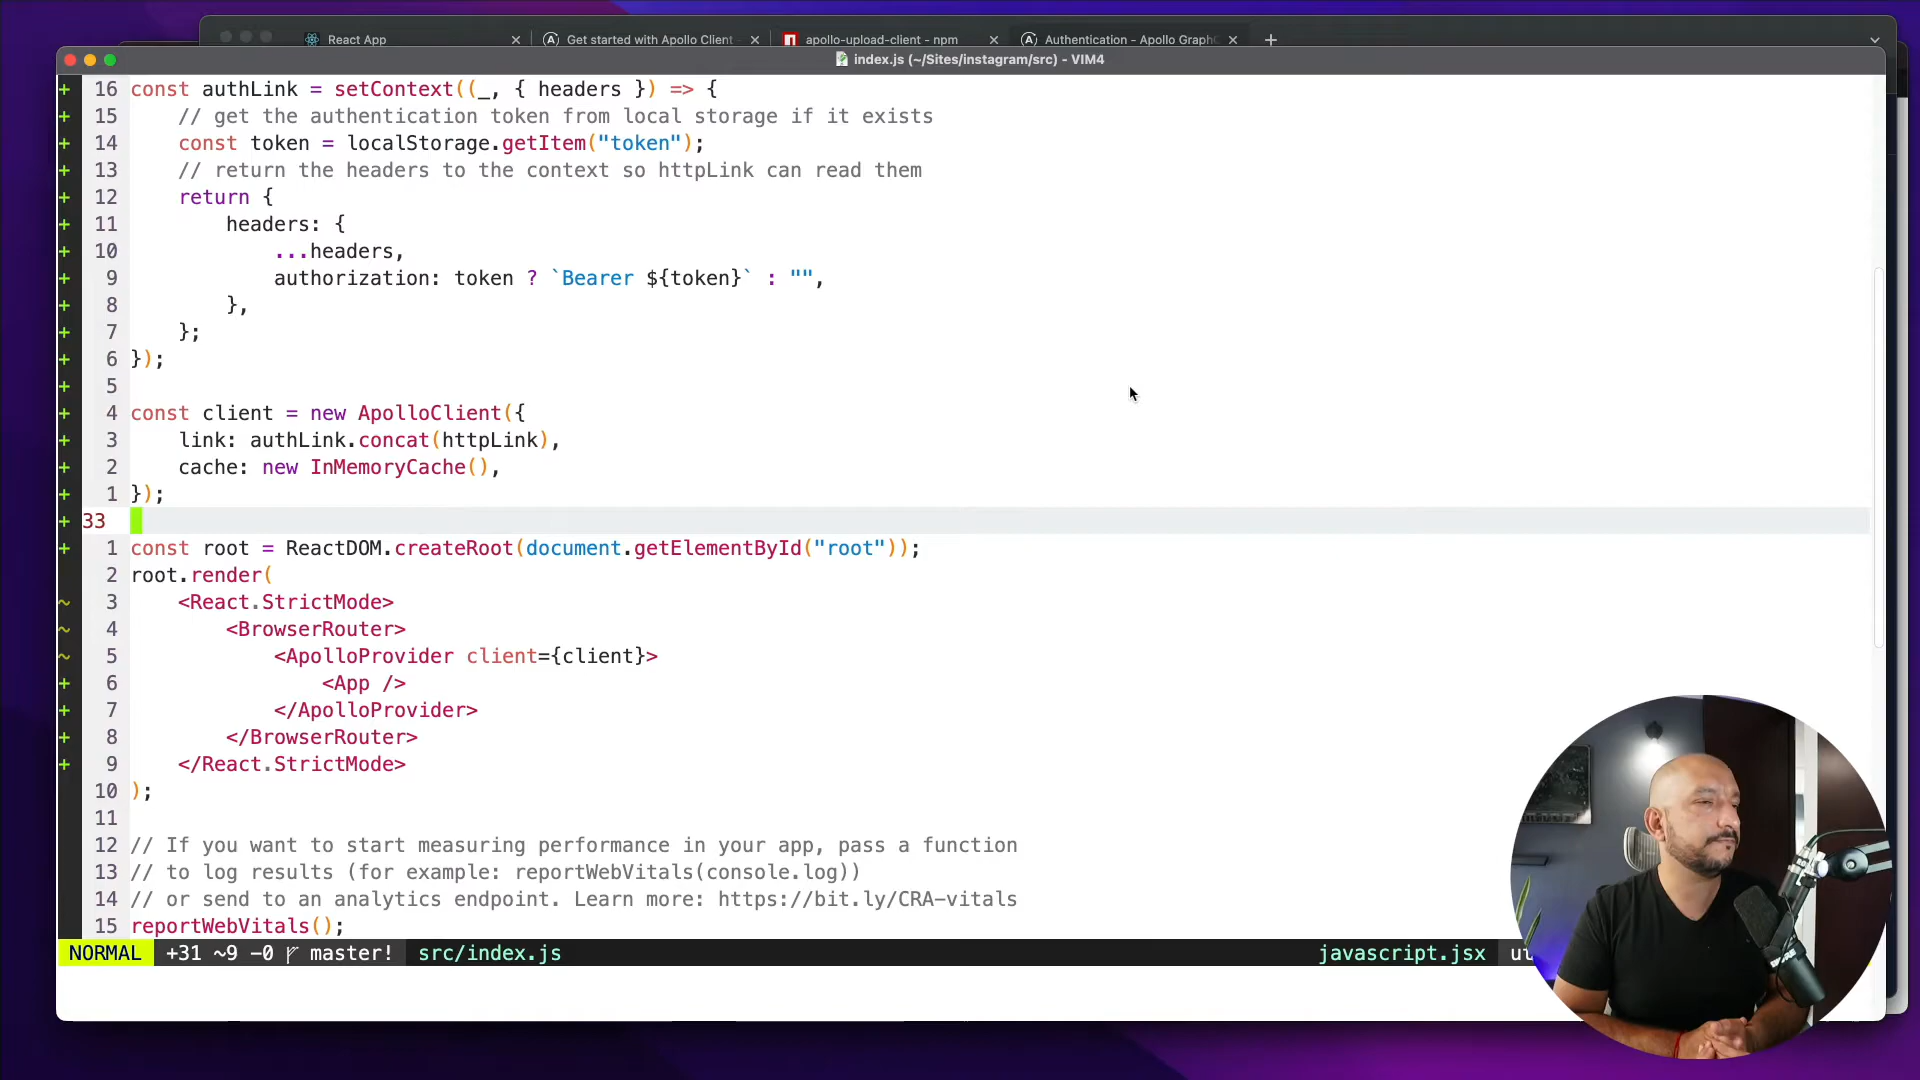 React App
Get started with Apollo Client
apollo-upload-client - npm
Authentication - Apollo GraphQ
index.js (~/Sites/instagram/src) - VIM4
+ 16 const authLink = setContext((_, { headers }) => {
+ 15 // get the authentication token from local storage if it exists
+ 14 const token = localStorage.getItem("token");
+ 13 // return the headers to the context so httpLink can read them
+ 12 return {
+ 11 headers: {
+ 10 ...headers,
+ 9 authorization: token ? `Bearer ${token}` : "",
+ 8 },
+ 7 };
+ 6 });
+ 5
+ 4 const client = new ApolloClient({
+ 3 link: authLink.concat(httpLink),
+ 2 cache: new InMemoryCache(),
+ 1 });
+ 33
+ 1 const root = ReactDOM.createRoot(document.getElementById("root"));
2 root.render(
~ 3 <React.StrictMode>
~ 4 <BrowserRouter>
~ 5 <ApolloProvider client={client}>
+ 6 <App />
+ 7 </ApolloProvider>
+ 8 </BrowserRouter>
+ 9 </React.StrictMode>
10 );
11
12 // If you want to start measuring performance in your app, pass a function
13 // to log results (for example: reportWebVitals(console.log))
14 // or send to an analytics endpoint. Learn more: https://bit.ly/CRA-vitals
15 reportWebVitals();
NORMAL +31 ~9 -0 master! src/index.js javascript.jsx